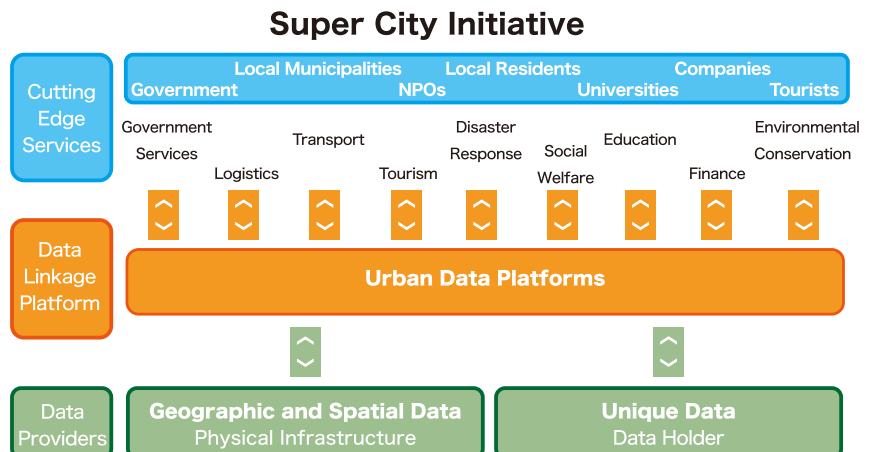 Super City Initiative
Cutting
Edge
Services
Local Municipalities Local Residents Companies
Government NPOs Universities Tourists
Government
Services
Logistics
Transport
Tourism
Disaster
Response
Social
Welfare
Education
Finance
Environmental
Conservation
Data
Linkage
Platform
Urban Data Platforms
Data
Providers
Geographic and Spatial Data
Physical Infrastructure
Unique Data
Data Holder